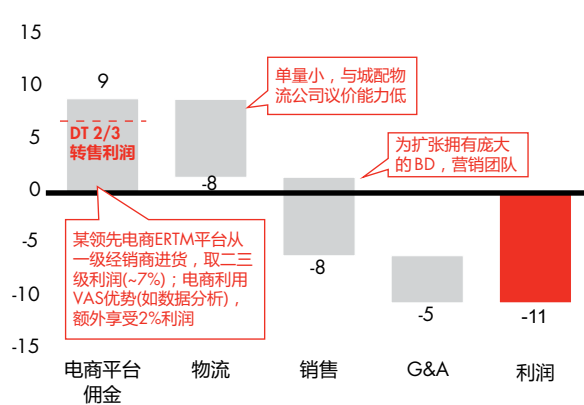 15
10
5
0
-5
-10
-15
9
DT 2/3
转售利润
-8
单量小，与城配物
流公司议价能力低
为扩张拥有庞大
的BD，营销团队
某领先电商ERTM平台从
一级经销商进货，取二三
级利润(~7%)；电商利用
VAS优势(如数据分析)，
额外享受2%利润
-8
-5
-11
电商平台
佣金
物流
销售
G&A
利润